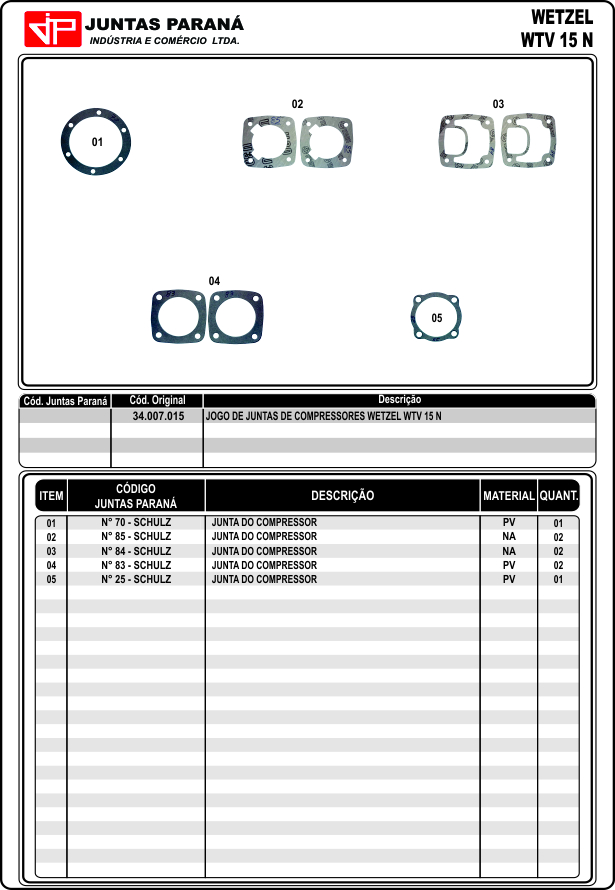 JP JUNTAS PARANÁ
INDÚSTRIA E COMÉRCIO LTDA.
WETZEL
WTV 15 N
01
02
03
04
05
Cód. Juntas Paraná Cód. Original Descrição
34.007.015 JOGO DE JUNTAS DE COMPRESSORES WETZEL WTV 15 N
ITEM CÓDIGO JUNTAS PARANÁ DESCRIÇÃO MATERIAL QUANT.
01 N° 70 - SCHULZ JUNTA DO COMPRESSOR PV 01
02 N° 85 - SCHULZ JUNTA DO COMPRESSOR NA 02
03 N° 84 - SCHULZ JUNTA DO COMPRESSOR NA 02
04 N° 83 - SCHULZ JUNTA DO COMPRESSOR PV 02
05 N° 25 - SCHULZ JUNTA DO COMPRESSOR PV 01